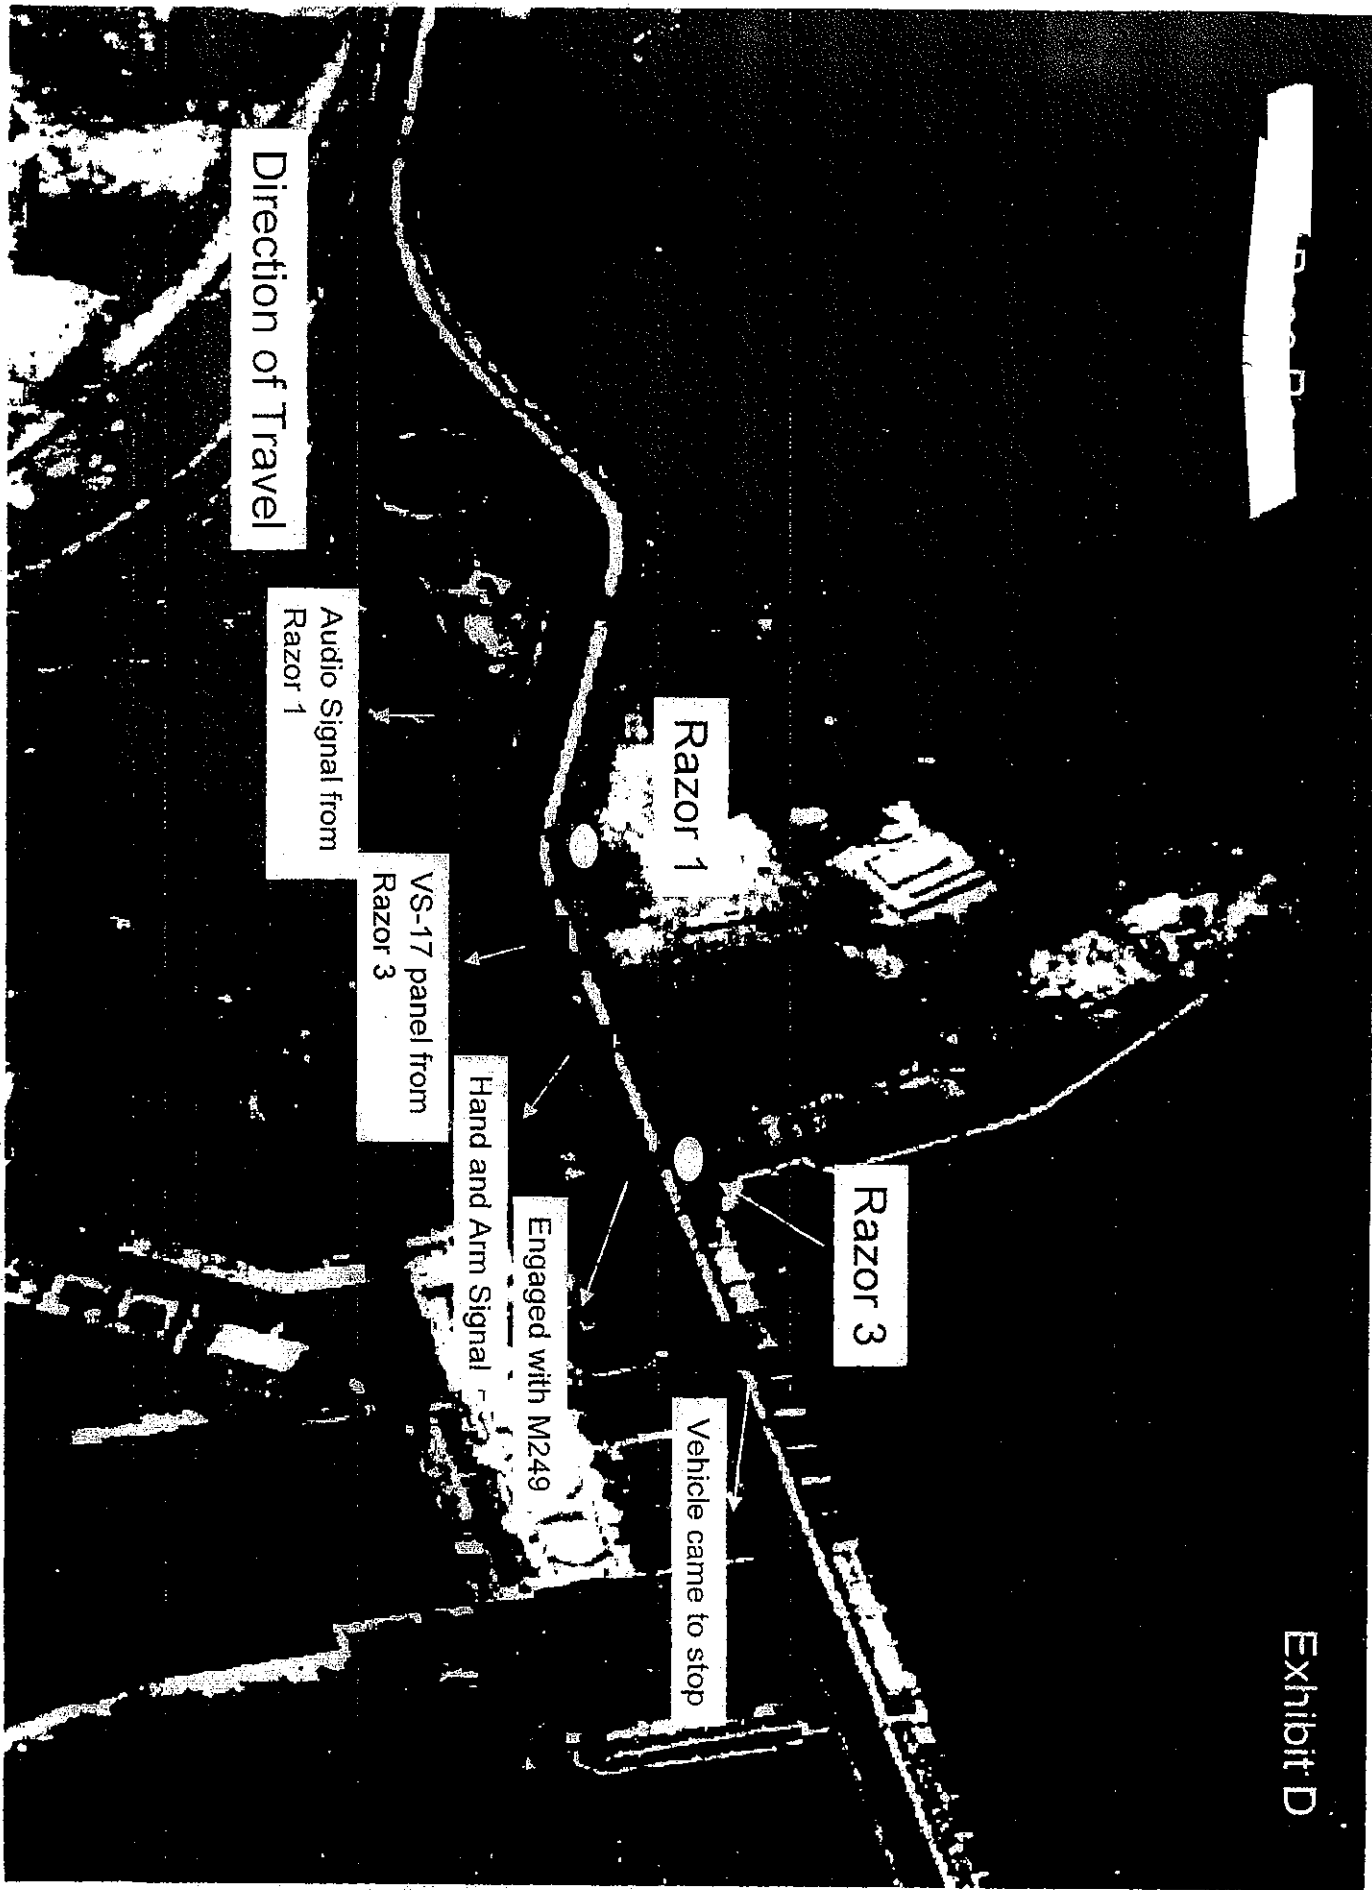 Exhibit D
Razor 3
Razor 1
Vehicle came to stop
Engaged with M249
Hand and Arm Signal
VS-17 panel from
Razor 3
Audio Signal from
Razor 1
Direction of Travel